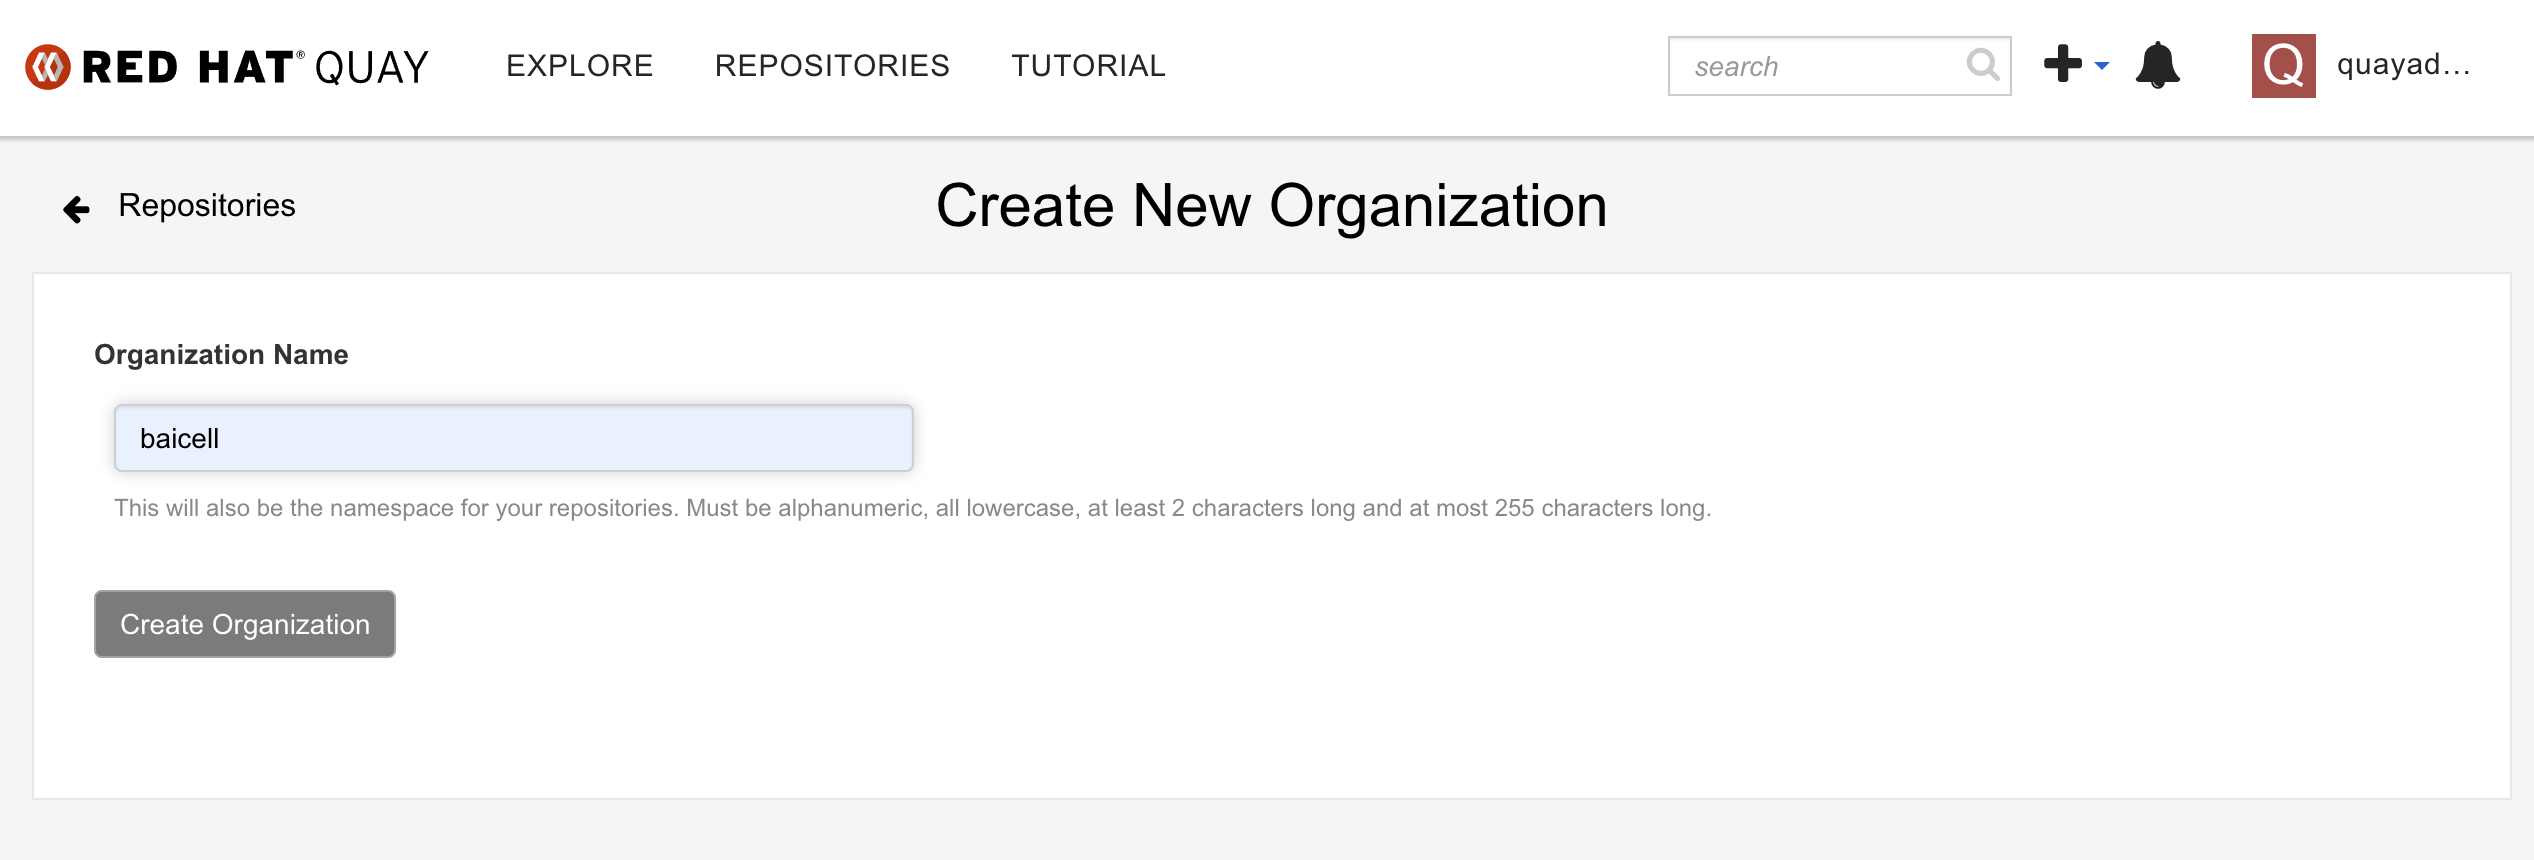 RED HAT® QUAY EXPLORE REPOSITORIES TUTORIAL search Q quayad...
Repositories Create New Organization
Organization Name
baicell
This will also be the namespace for your repositories. Must be alphanumeric, all lowercase, at least 2 characters long and at most 255 characters long.
Create Organization